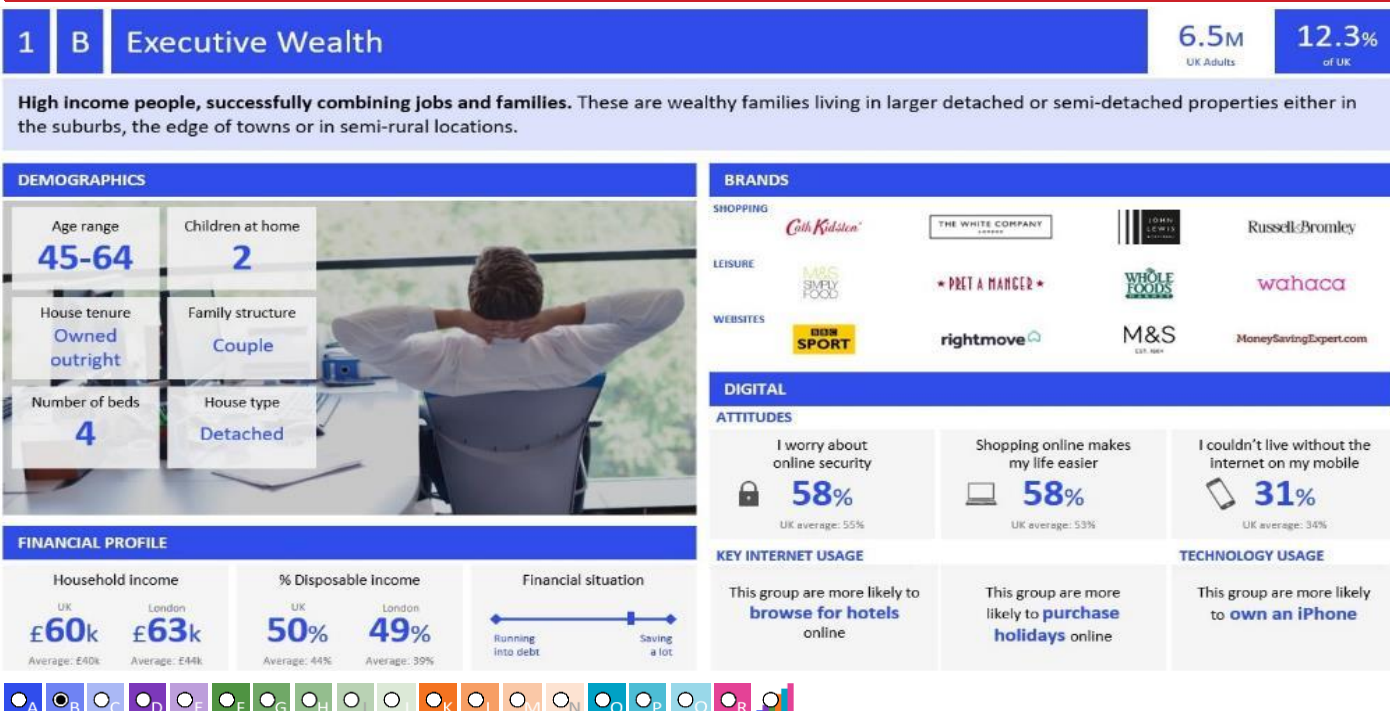 1 B Executive Wealth
6.5M
UK Adults
12.3%
of UK
High income people, successfully combining jobs and families. These are wealthy families living in larger detached or semi-detached properties either in
the suburbs, the edge of towns or in semi-rural locations.
DEMOGRAPHICS
Age range
45-64
Children at home
2
House tenure
Owned
outright
Family structure
Couple
Number of beds
4
House type
Detached
FINANCIAL PROFILE
Household income
UK
£60k
Average: £40k
London
£63k
Average: £44k
% Disposable income
UK
50%
Average: 44%
London
49%
Average: 39%
Financial situation
Running
into debt
Saving
a lot
BRANDS
SHOPPING
Cath Kidston
THE WHITE COMPANY
LONDON
JOHN
LEWIS
Russell & Bromley
LEISURE
M&S
SIMPLY
FOOD
PRET A MANGER
WHOLE
FOODS
MARKET
wahaca
WEBSITES
BBC
SPORT
rightmove
M&S
EST. 1884
MoneySavingExpert.com
DIGITAL
ATTITUDES
I worry about
online security
58%
UK average: 55%
Shopping online makes
my life easier
58%
UK average: 53%
I couldn't live without the
internet on my mobile
31%
UK average: 34%
KEY INTERNET USAGE
This group are more likely to
browse for hotels
online
This group are more
likely to purchase
holidays online
TECHNOLOGY USAGE
This group are more likely
to own an iPhone
A B C D E F G H I J K L M N O P Q R